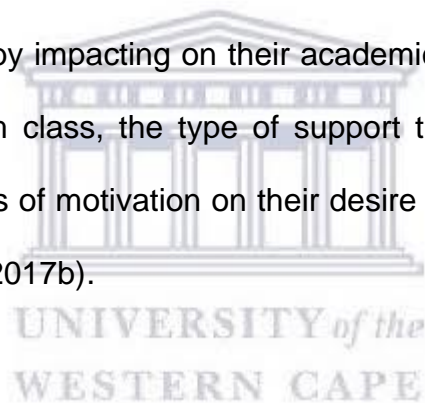 by impacting on their academic
class, the type of support
s of motivation on their desire
2017b).
UNIVERSITY of the
WESTERN CAPE